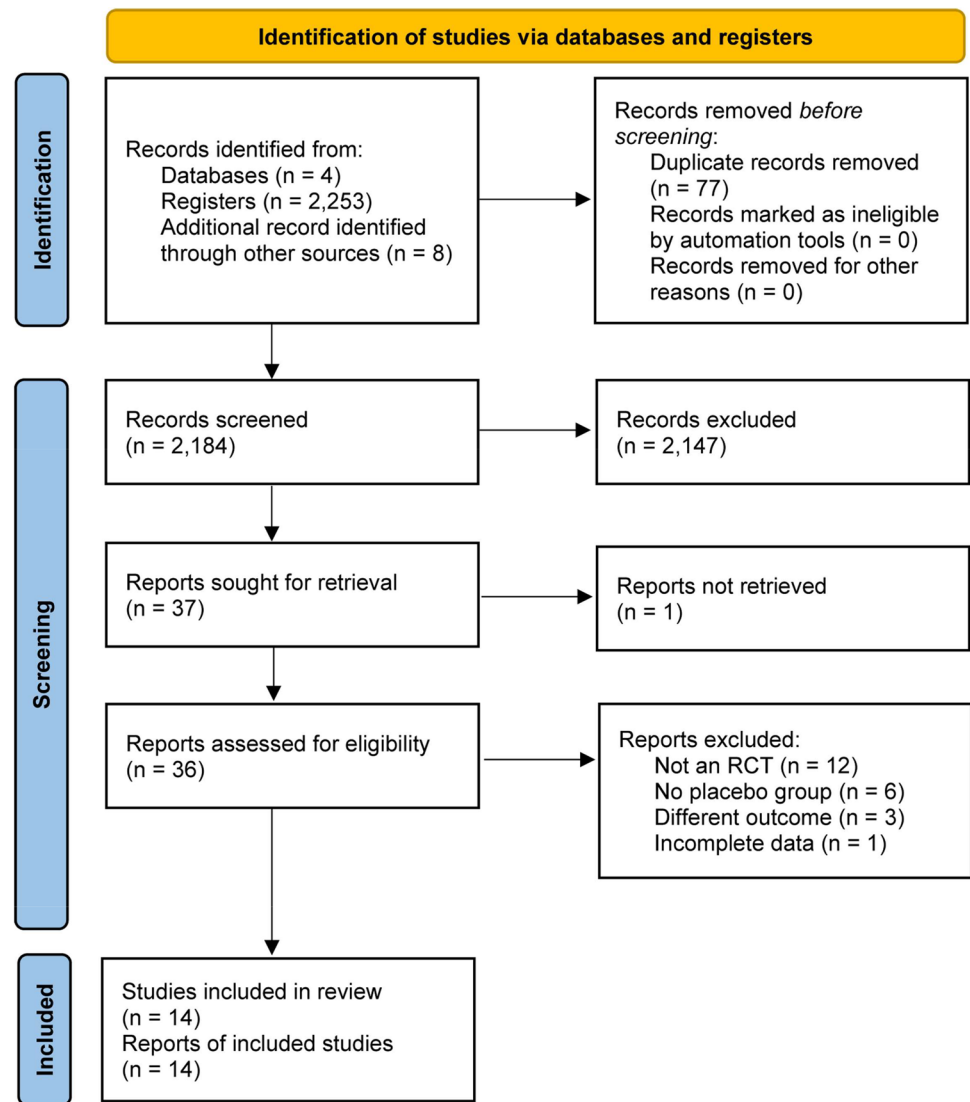 Identification of studies via databases and registers
Identification
Records identified from:
Databases (n = 4)
Registers (n = 2,253)
Additional record identified
through other sources (n = 8)
Records removed before
screening:
Duplicate records removed
(n = 77)
Records marked as ineligible
by automation tools (n = 0)
Records removed for other
reasons (n = 0)
Screening
Records screened
(n = 2,184)
Records excluded
(n = 2,147)
Reports sought for retrieval
(n = 37)
Reports not retrieved
(n = 1)
Reports assessed for eligibility
(n = 36)
Reports excluded:
Not an RCT (n = 12)
No placebo group (n = 6)
Different outcome (n = 3)
Incomplete data (n = 1)
Included
Studies included in review
(n = 14)
Reports of included studies
(n = 14)